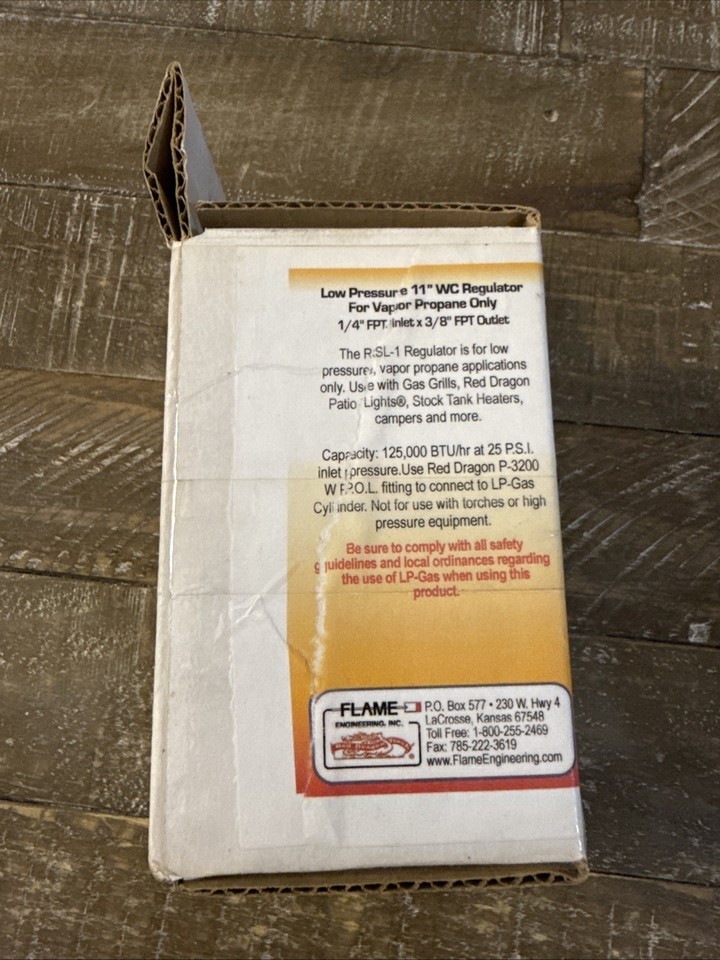 Low Pressure 11" WC Regulator
For Vapor Propane Only
1/4" FPT inlet x 3/8" FPT Outlet
The R:SL-1 Regulator is for low
pressure, vapor propane applications
only. Use with Gas Grills, Red Dragon
Patio Lights®, Stock Tank Heaters,
campers and more.
Capacity: 125,000 BTU/hr at 25 P.S.I.
inlet pressure.Use Red Dragon P-3200
W P.O.L. fitting to connect to LP-Gas
Cylinder. Not for use with torches or high
pressure equipment.
Be sure to comply with all safety
guidelines and local ordinances regarding
the use of LP-Gas when using this
product.
FLAME
ENGINEERING, INC.
RED DRAGON
®
P.O. Box 577 • 230 W. Hwy 4
LaCrosse, Kansas 67548
Toll Free: 1-800-255-2469
Fax: 785-222-3619
www.FlameEngineering.com